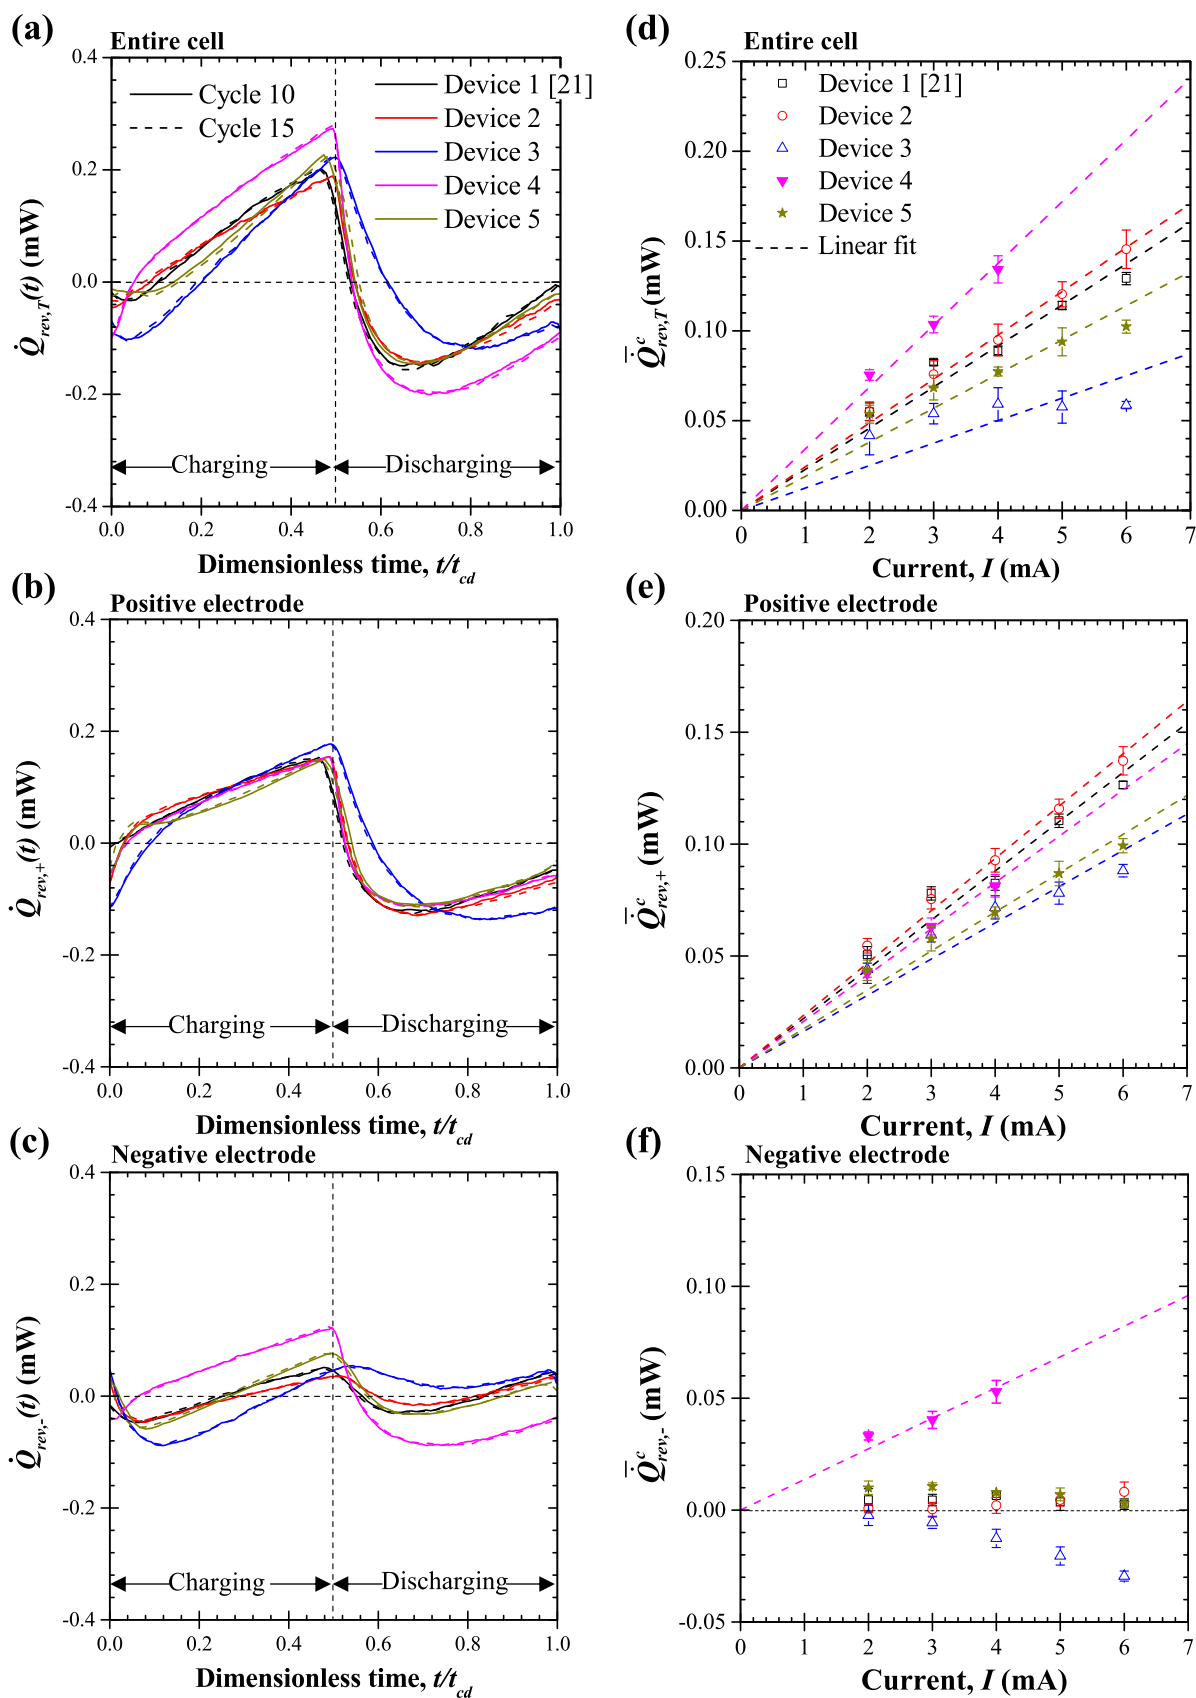 (a)
Entire cell
0.4
0.2
0.0
-0.2
-0.4
Q̇rev,T(t) (mW)
Cycle 10
Cycle 15
Device 1 [21]
Device 2
Device 3
Device 4
Device 5
Charging
Discharging
0.0 0.2 0.4 0.6 0.8 1.0
Dimensionless time, t/tcd
(d)
Entire cell
0.25
0.20
0.15
0.10
0.05
0.00
Q̇̄ᶜrev,T (mW)
Device 1 [21]
Device 2
Device 3
Device 4
Device 5
Linear fit
0 1 2 3 4 5 6 7
Current, I (mA)
(b)
Positive electrode
0.4
0.2
0.0
-0.2
-0.4
Q̇rev,+(t) (mW)
Charging
Discharging
0.0 0.2 0.4 0.6 0.8 1.0
Dimensionless time, t/tcd
(e)
Positive electrode
0.20
0.15
0.10
0.05
0.00
Q̇̄ᶜrev,+ (mW)
0 1 2 3 4 5 6 7
Current, I (mA)
(c)
Negative electrode
0.4
0.2
0.0
-0.2
-0.4
Q̇rev,-(t) (mW)
Charging
Discharging
0.0 0.2 0.4 0.6 0.8 1.0
Dimensionless time, t/tcd
(f)
Negative electrode
0.15
0.10
0.05
0.00
-0.05
Q̇̄ᶜrev,- (mW)
0 1 2 3 4 5 6 7
Current, I (mA)